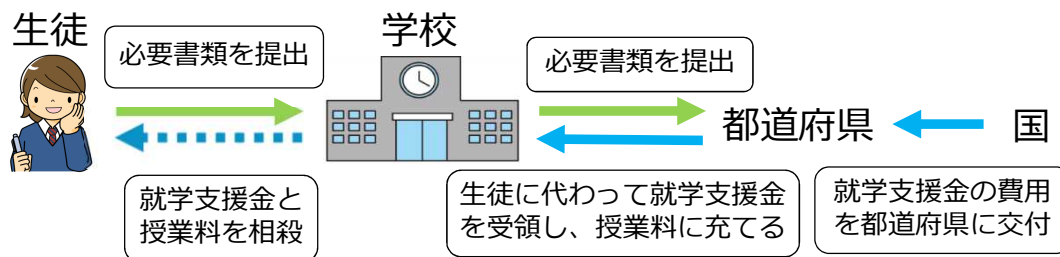 生徒
必要書類を提出
学校
必要書類を提出
都道府県
国
就学支援金と
授業料を相殺
生徒に代わって就学支援金
を受領し、授業料に充てる
就学支援金の費用
を都道府県に交付